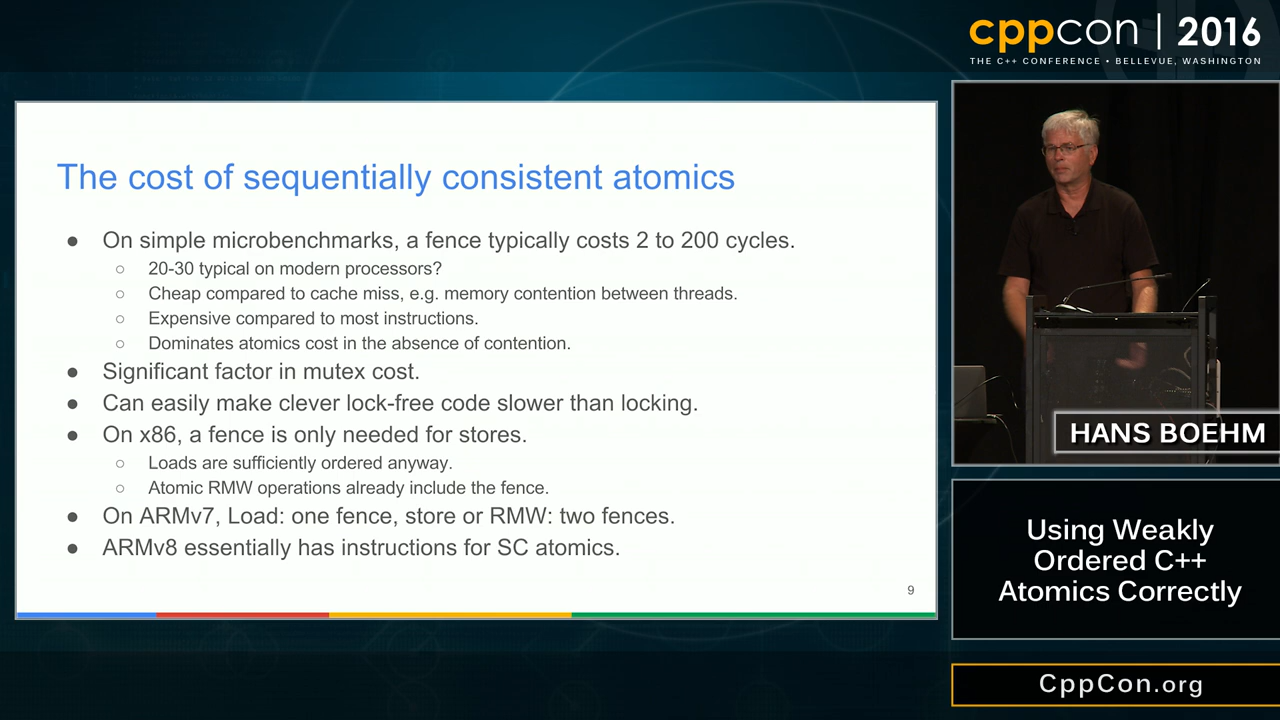 cppcon | 2016
THE C++ CONFERENCE • BELLEVUE, WASHINGTON
The cost of sequentially consistent atomics
● On simple microbenchmarks, a fence typically costs 2 to 200 cycles.
○ 20-30 typical on modern processors?
○ Cheap compared to cache miss, e.g. memory contention between threads.
○ Expensive compared to most instructions.
○ Dominates atomics cost in the absence of contention.
● Significant factor in mutex cost.
● Can easily make clever lock-free code slower than locking.
● On x86, a fence is only needed for stores.
○ Loads are sufficiently ordered anyway.
○ Atomic RMW operations already include the fence.
● On ARMv7, Load: one fence, store or RMW: two fences.
● ARMv8 essentially has instructions for SC atomics.
9
HANS BOEHM
Using Weakly
Ordered C++
Atomics Correctly
CppCon.org